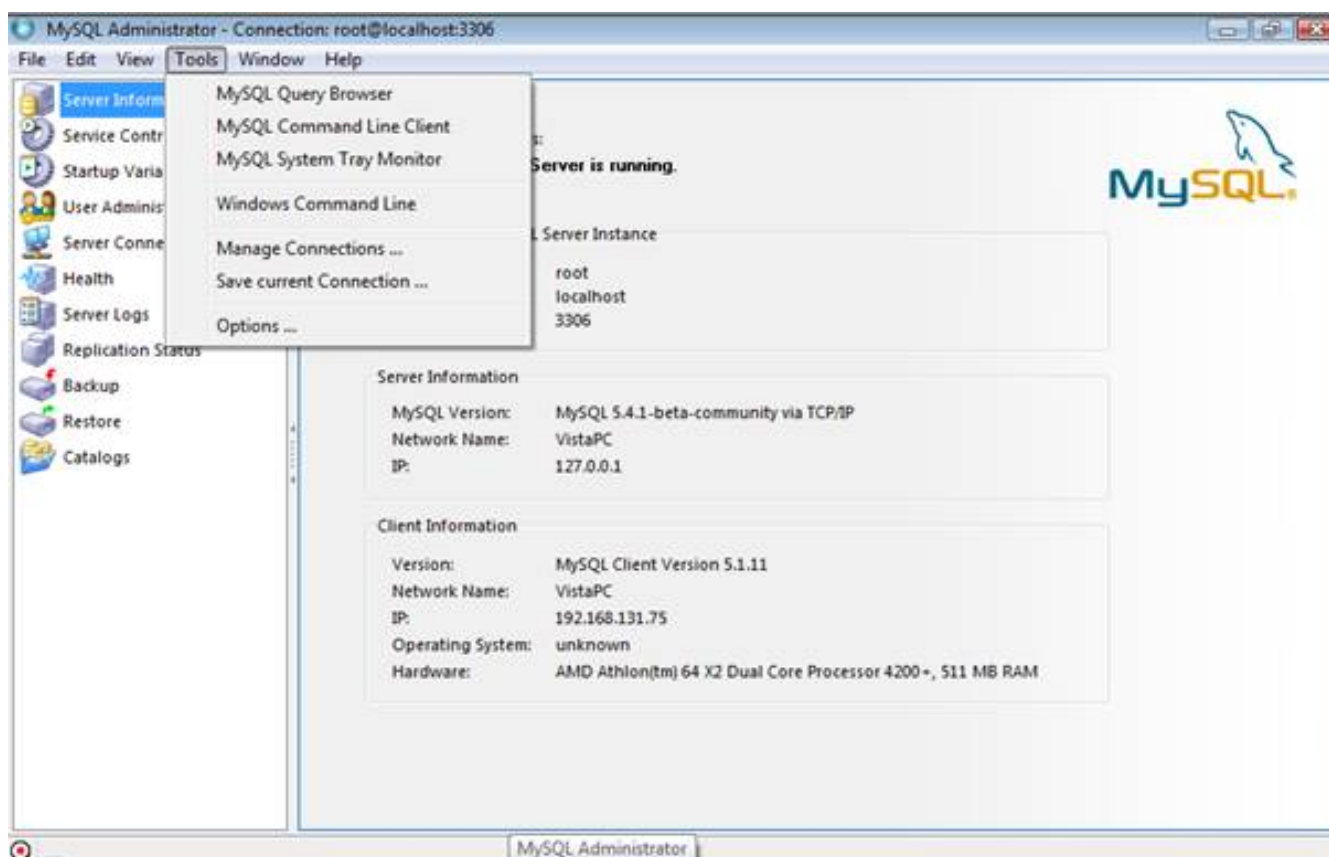 MySQL Administrator - Connection: root@localhost:3306
File Edit View Tools Window Help
Server Inform
Service Contr
Startup Varia
User Adminis
Server Conne
Health
Server Logs
Replication Status
Backup
Restore
Catalogs
MySQL Query Browser
MySQL Command Line Client
MySQL System Tray Monitor
Windows Command Line
Manage Connections ...
Save current Connection ...
Options ...
s:
Server is running.
MySQL®
Server Instance
root
localhost
3306
Server Information
MySQL Version: MySQL 5.4.1-beta-community via TCP/IP
Network Name: VistaPC
IP: 127.0.0.1
Client Information
Version: MySQL Client Version 5.1.11
Network Name: VistaPC
IP: 192.168.131.75
Operating System: unknown
Hardware: AMD Athlon(tm) 64 X2 Dual Core Processor 4200+, 511 MB RAM
MySQL Administrator